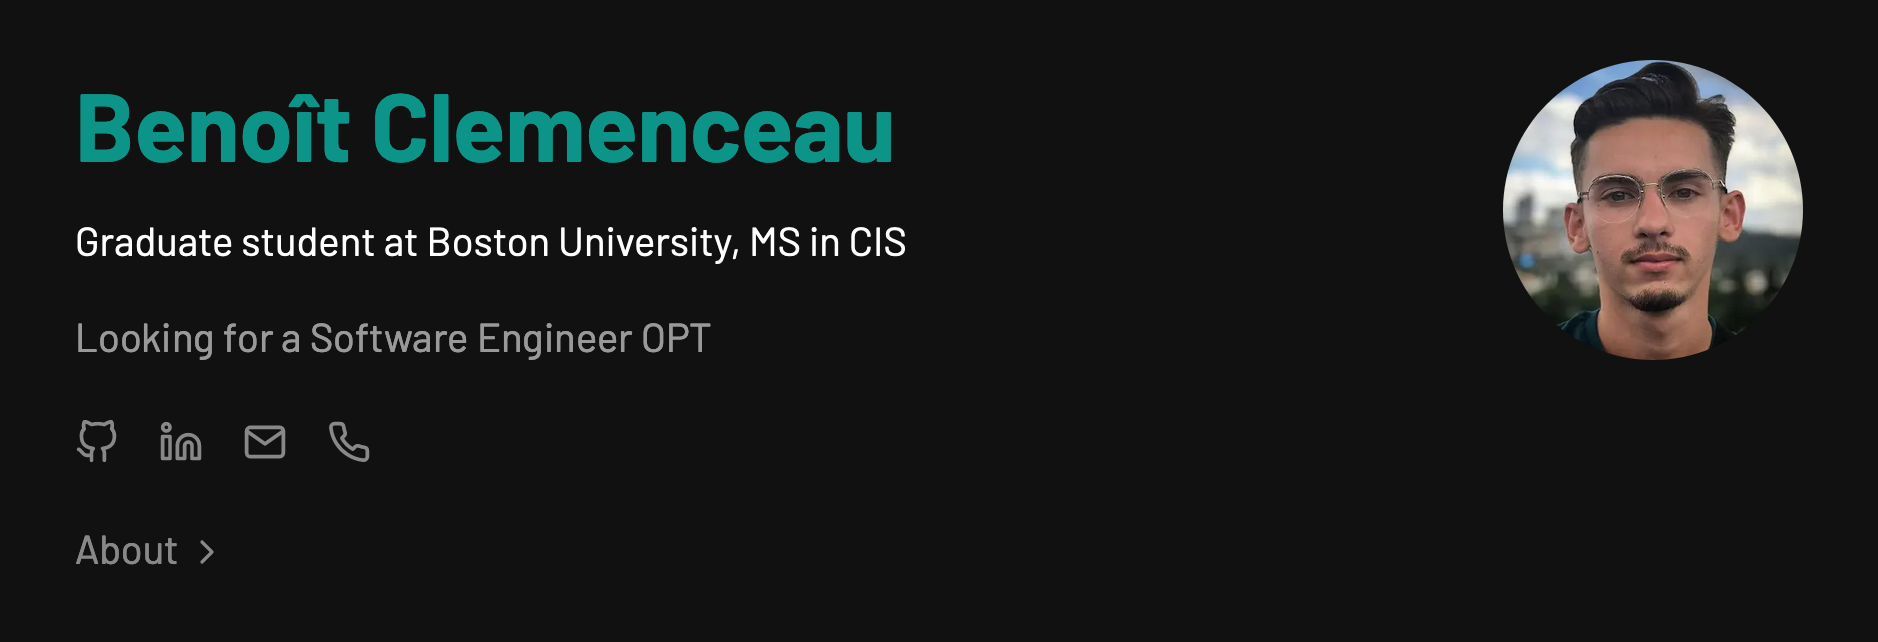 Benoît Clemenceau
Graduate student at Boston University, MS in CIS
Looking for a Software Engineer OPT
About